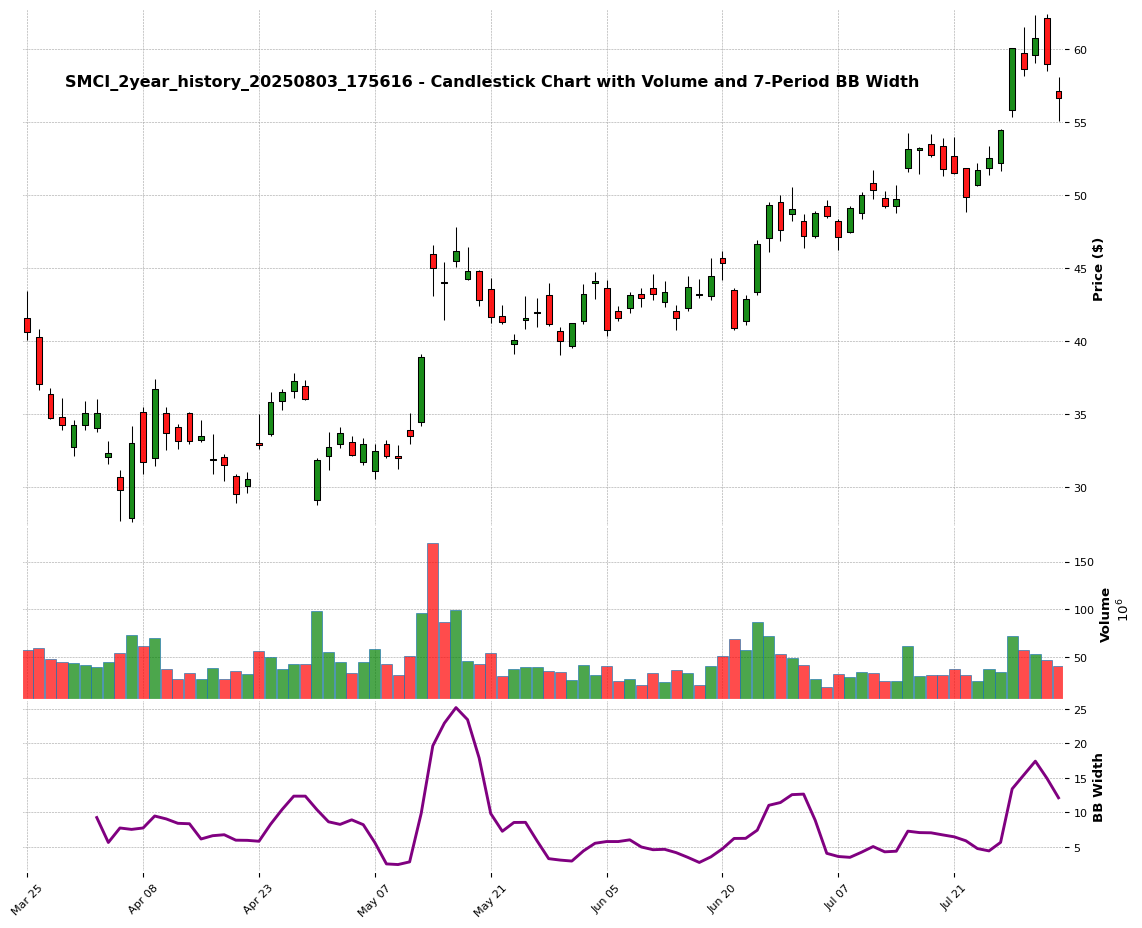 SMCI_2year_history_20250803_175616 - Candlestick Chart with Volume and 7-Period BB Width
60
55
50
45
40
35
30
Price ($)
150
100
50
Volume
10^6
25
20
15
10
5
BB Width
Mar 25
Apr 08
Apr 23
May 07
May 21
Jun 05
Jun 20
Jul 07
Jul 21